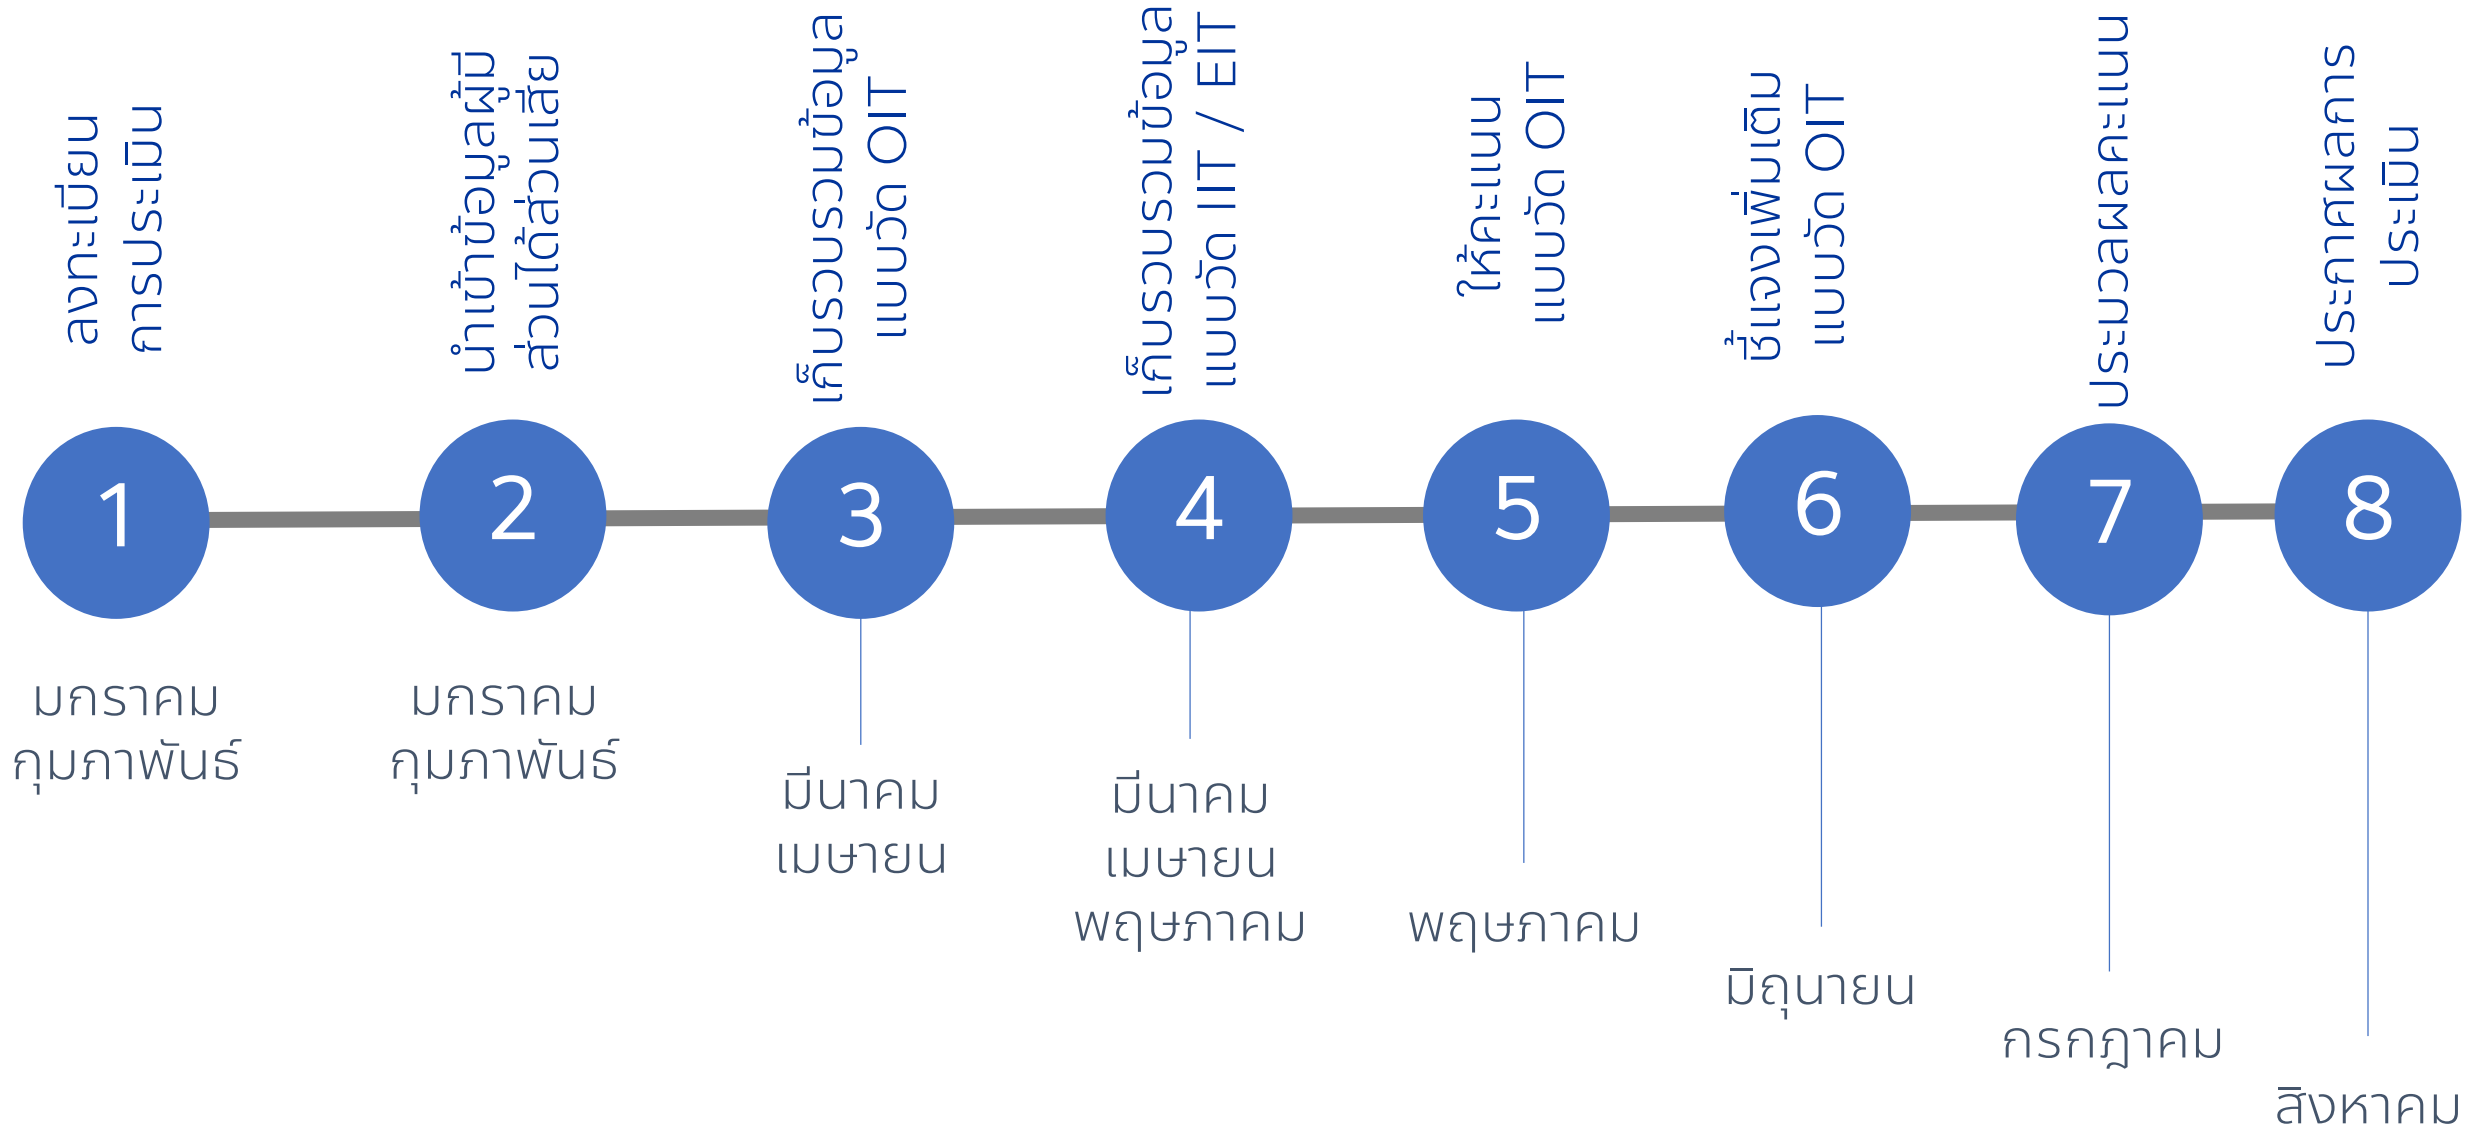 ลงทะเบียน
การประเมิน
นำเข้าข้อมูลผู้มี
ส่วนได้ส่วนเสีย
เก็บรวบรวมข้อมูล
แบบวัด OIT
เก็บรวบรวมข้อมูล
แบบวัด IIT / EIT
ให้คะแนน
แบบวัด OIT
ชี้แจงเพิ่มเติม
แบบวัด OIT
ประมวลผลคะแนน
ประกาศผลการ
ประเมิน
1
2
3
4
5
6
7
8
มกราคม
กุมภาพันธ์
มกราคม
กุมภาพันธ์
มีนาคม
เมษายน
มีนาคม
เมษายน
พฤษภาคม
พฤษภาคม
มิถุนายน
กรกฎาคม
สิงหาคม